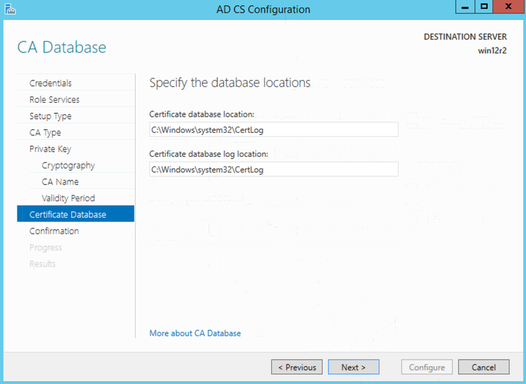 AD CS Configuration
CA Database
DESTINATION SERVER
win12r2
Credentials
Role Services
Setup Type
CA Type
Private Key
Cryptography
CA Name
Validity Period
Certificate Database
Confirmation
Progress
Results
Specify the database locations
Certificate database location:
C:\Windows\system32\CertLog
Certificate database log location:
C:\Windows\system32\CertLog
More about CA Database
< Previous
Next >
Configure
Cancel